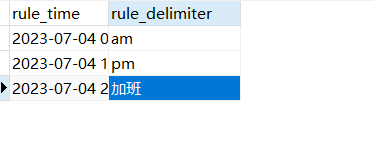 rule_time rule_delimiter
2023-07-04 0 am
2023-07-04 1 pm
2023-07-04 2 加班